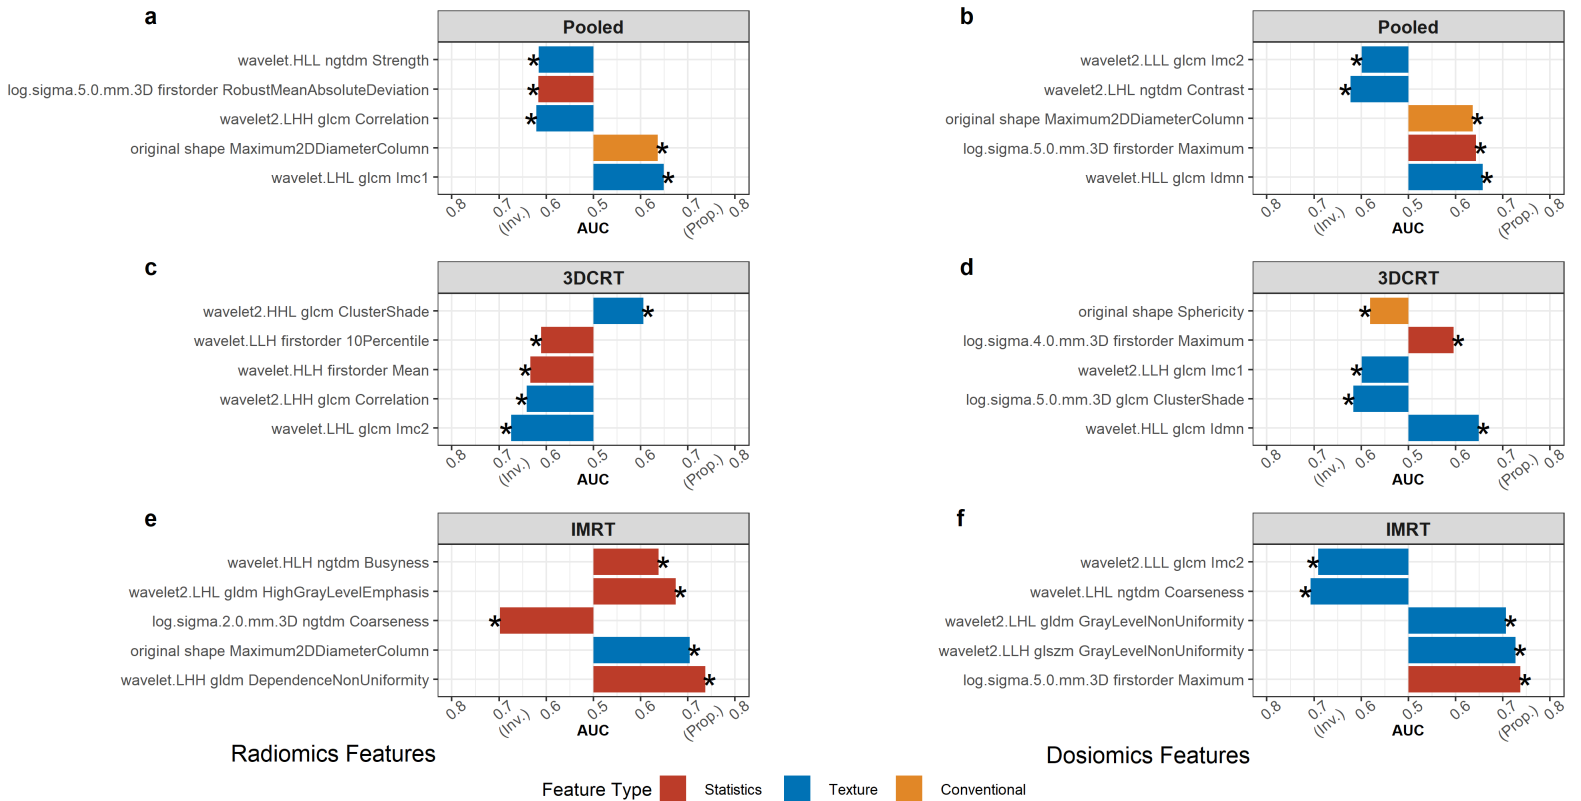 a
Pooled
wavelet.HLL ngtdm Strength
log.sigma.5.0.mm.3D firstorder RobustMeanAbsoluteDeviation
wavelet2.LHH glcm Correlation
original shape Maximum2DDiameterColumn
wavelet.LHL glcm Imc1
0.8 0.7 (Inv.) 0.6 0.5 0.6 0.7 (Prop.) 0.8
AUC
b
Pooled
wavelet2.LLL glcm Imc2
wavelet2.LHL ngtdm Contrast
original shape Maximum2DDiameterColumn
log.sigma.5.0.mm.3D firstorder Maximum
wavelet.HLL glcm Idmn
0.8 0.7 (Inv.) 0.6 0.5 0.6 0.7 (Prop.) 0.8
AUC
c
3DCRT
wavelet2.HHL glcm ClusterShade
wavelet.LLH firstorder 10Percentile
wavelet.HLH firstorder Mean
wavelet2.LHH glcm Correlation
wavelet.LHL glcm Imc2
0.8 0.7 (Inv.) 0.6 0.5 0.6 0.7 (Prop.) 0.8
AUC
d
3DCRT
original shape Sphericity
log.sigma.4.0.mm.3D firstorder Maximum
wavelet2.LLH glcm Imc1
log.sigma.5.0.mm.3D glcm ClusterShade
wavelet.HLL glcm Idmn
0.8 0.7 (Inv.) 0.6 0.5 0.6 0.7 (Prop.) 0.8
AUC
e
IMRT
wavelet.HLH ngtdm Busyness
wavelet2.LHL gldm HighGrayLevelEmphasis
log.sigma.2.0.mm.3D ngtdm Coarseness
original shape Maximum2DDiameterColumn
wavelet.LHH gldm DependenceNonUniformity
0.8 0.7 (Inv.) 0.6 0.5 0.6 0.7 (Prop.) 0.8
AUC
f
IMRT
wavelet2.LLL glcm Imc2
wavelet.LHL ngtdm Coarseness
wavelet2.LHL gldm GrayLevelNonUniformity
wavelet2.LLH glszm GrayLevelNonUniformity
log.sigma.5.0.mm.3D firstorder Maximum
0.8 0.7 (Inv.) 0.6 0.5 0.6 0.7 (Prop.) 0.8
AUC
Radiomics Features
Dosiomics Features
Feature Type Statistics Texture Conventional